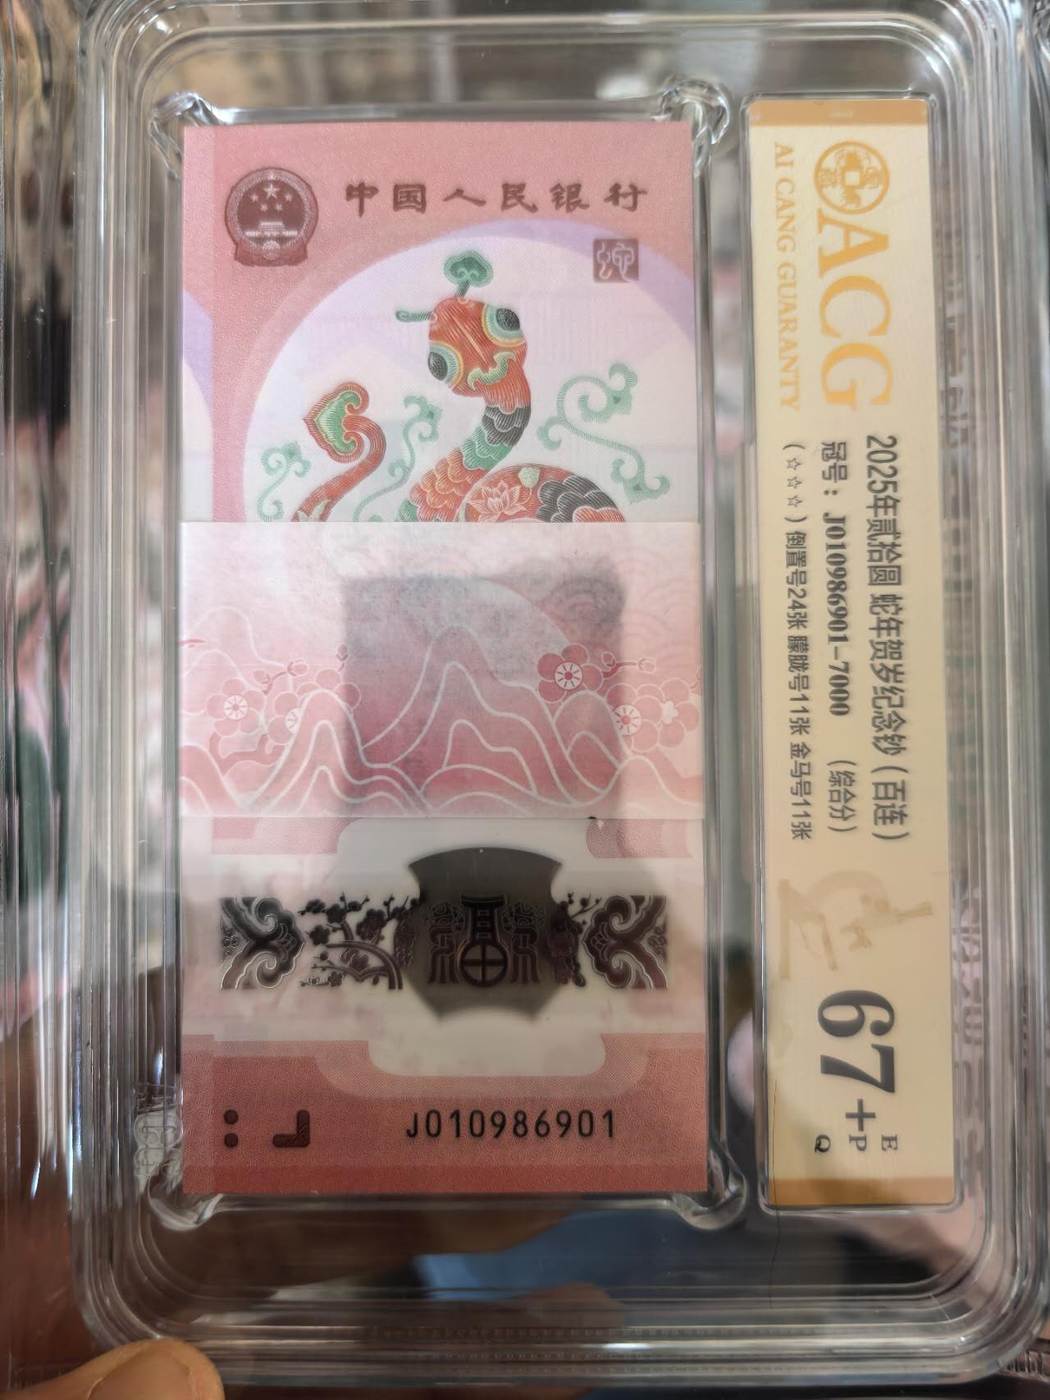 中国人民银行
蛇
J010986901
ACG
AI CANG GUARANTY
2025年贰拾圆 蛇年贺岁纪念钞（百连）
冠号：J010986901-7000 （综合分）
（☆☆☆）倒置号24张 朦胧号11张 金马号11张
67+
E
P
Q